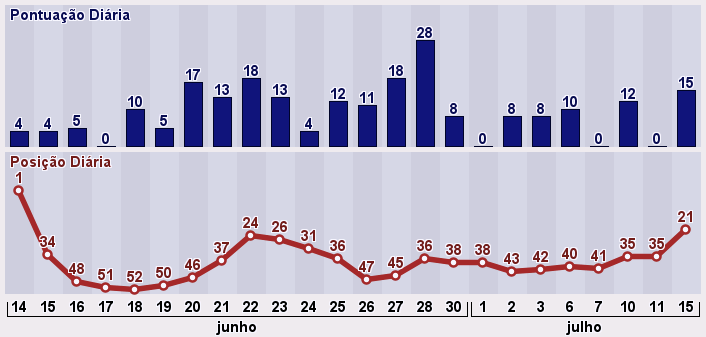 Pontuação Diária
4 4 5 0 10 5 17 13 18 13 4 12 11 18 28 8 0 8 8 10 0 12 0 15
Posição Diária
1 34 48 51 52 50 46 37 24 26 31 36 47 45 36 38 38 43 42 40 41 35 35 21
14 15 16 17 18 19 20 21 22 23 24 25 26 27 28 30 1 2 3 6 7 10 11 15
junho julho